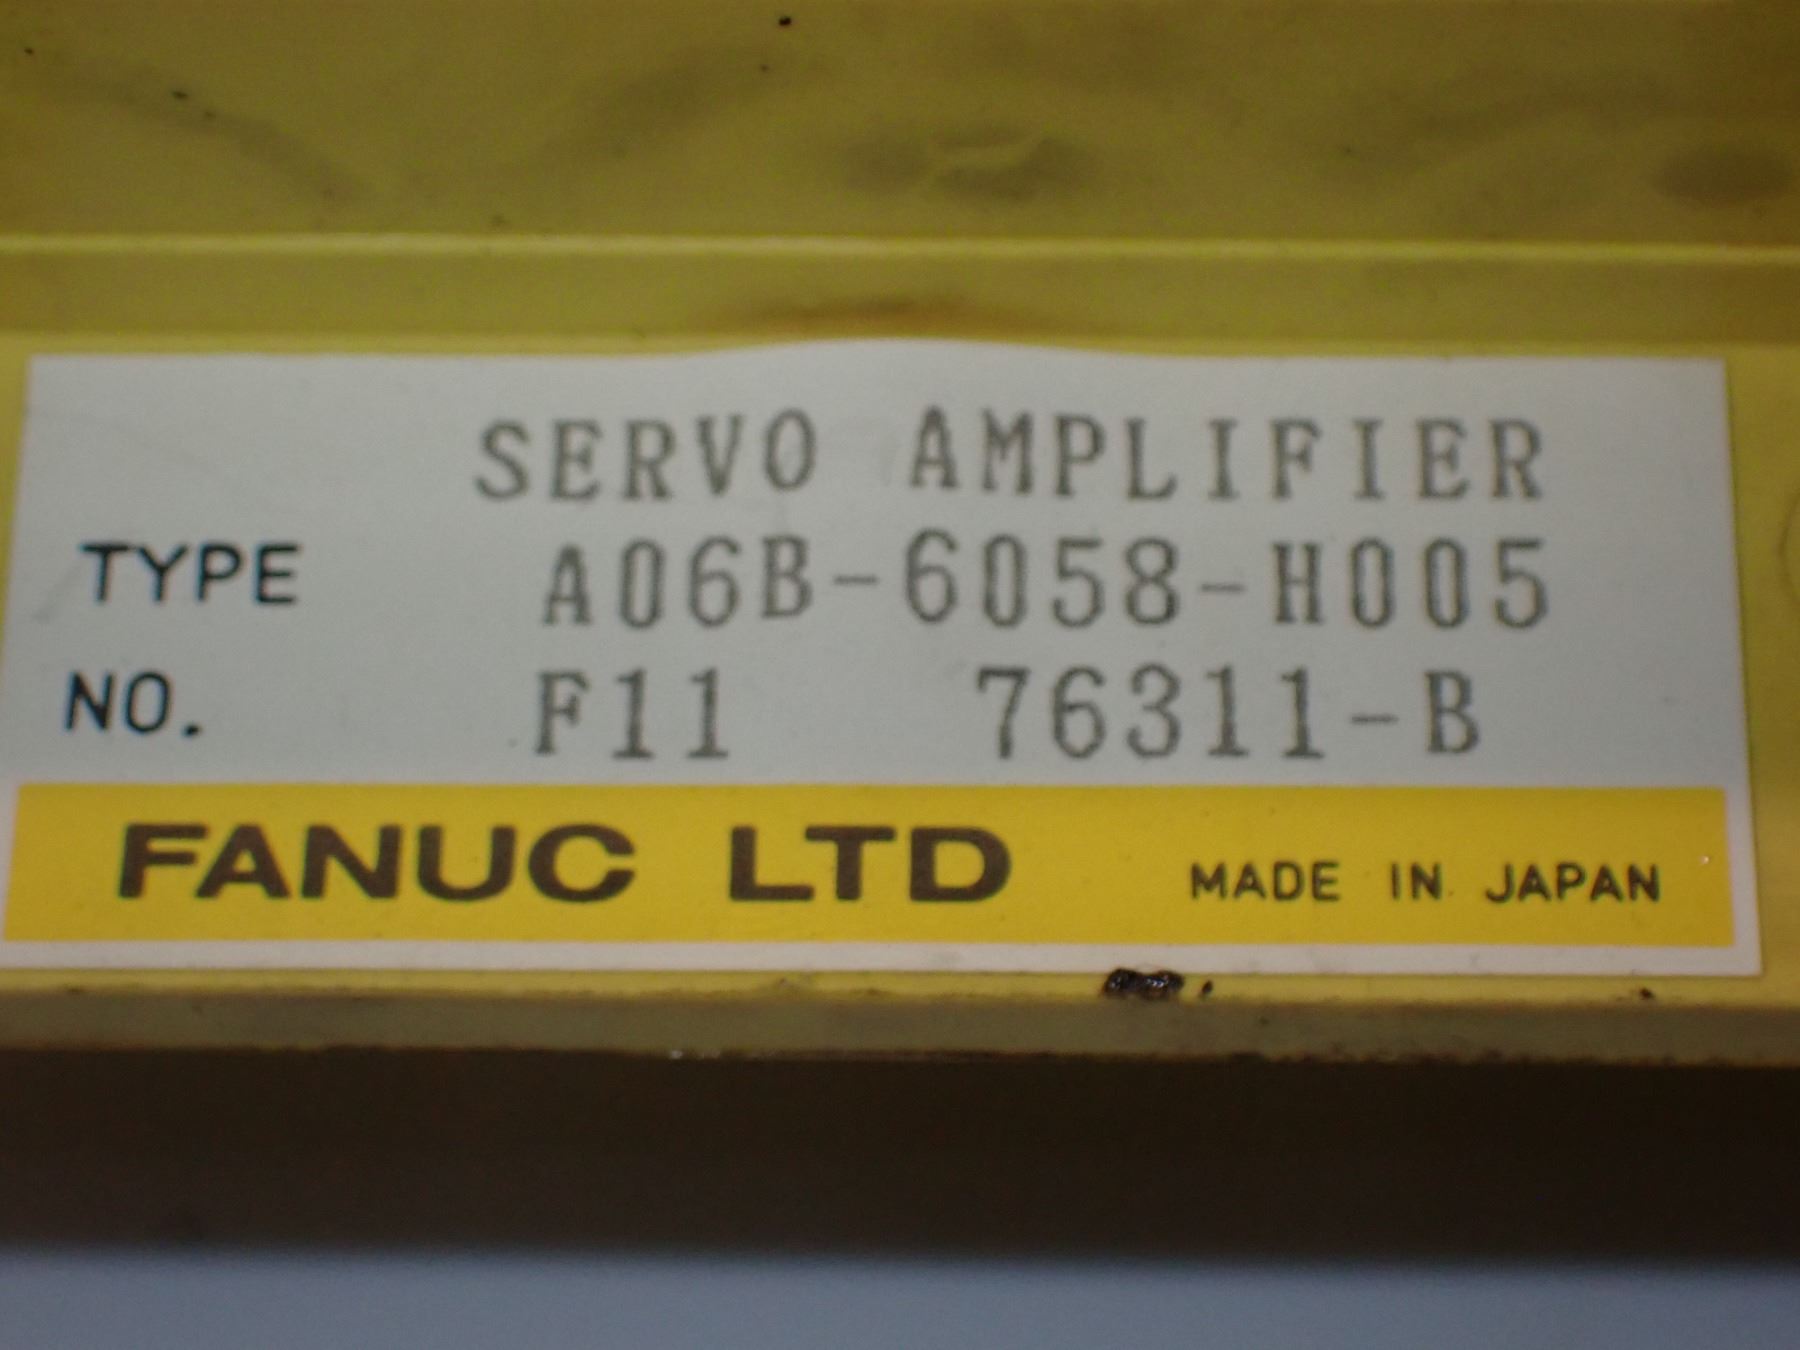 SERVO AMPLIFIER
TYPE A06B-6058-H005
NO. F11 76311-B
FANUC LTD MADE IN JAPAN